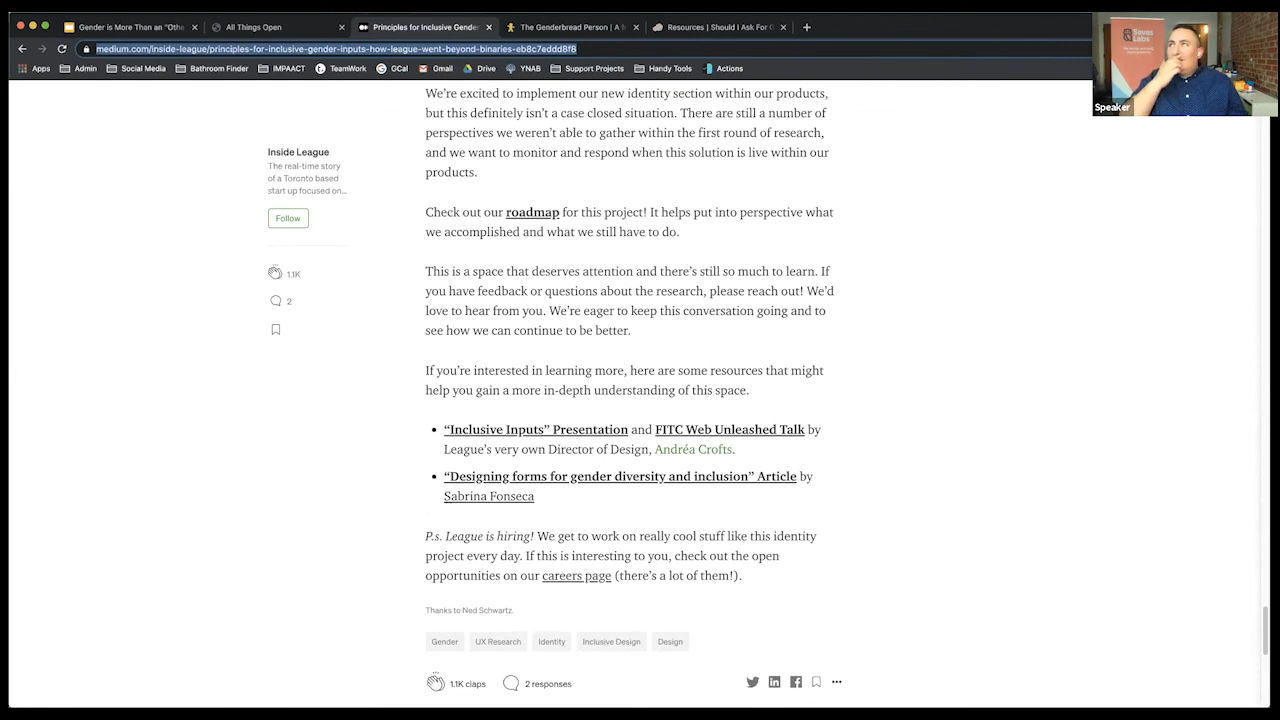 Gender is More Than an "Othe
All Things Open
Principles for Inclusive Gender
The Genderbread Person | A
Resources | Should I Ask For G
medium.com/inside-league/principles-for-inclusive-gender-inputs-how-league-went-beyond-binaries-eb8c7eddd8f8
Apps Admin Social Media Bathroom Finder IMPAACT TeamWork GCal Gmail Drive YNAB Support Projects Handy Tools Actions
Speaker
We’re excited to implement our new identity section within our products,
but this definitely isn’t a case closed situation. There are still a number of
perspectives we weren’t able to gather within the first round of research,
and we want to monitor and respond when this solution is live within our
products.
Inside League
The real-time story
of a Toronto based
start up focused on...
Follow
1.1K
2
Check out our roadmap for this project! It helps put into perspective what
we accomplished and what we still have to do.
This is a space that deserves attention and there’s still so much to learn. If
you have feedback or questions about the research, please reach out! We’d
love to hear from you. We’re eager to keep this conversation going and to
see how we can continue to be better.
If you’re interested in learning more, here are some resources that might
help you gain a more in-depth understanding of this space.
• “Inclusive Inputs” Presentation and FITC Web Unleashed Talk by
League’s very own Director of Design, Andréa Crofts.
• “Designing forms for gender diversity and inclusion” Article by
Sabrina Fonseca
P.s. League is hiring! We get to work on really cool stuff like this identity
project every day. If this is interesting to you, check out the open
opportunities on our careers page (there’s a lot of them!).
Thanks to Ned Schwartz.
Gender UX Research Identity Inclusive Design Design
1.1K claps 2 responses